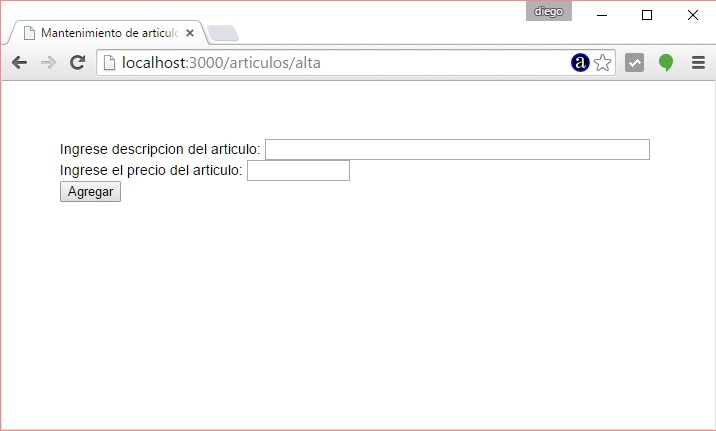 diego
Mantenimiento de articulo
localhost:3000/articulos/alta
a
Ingrese descripcion del articulo:
Ingrese el precio del articulo:
Agregar